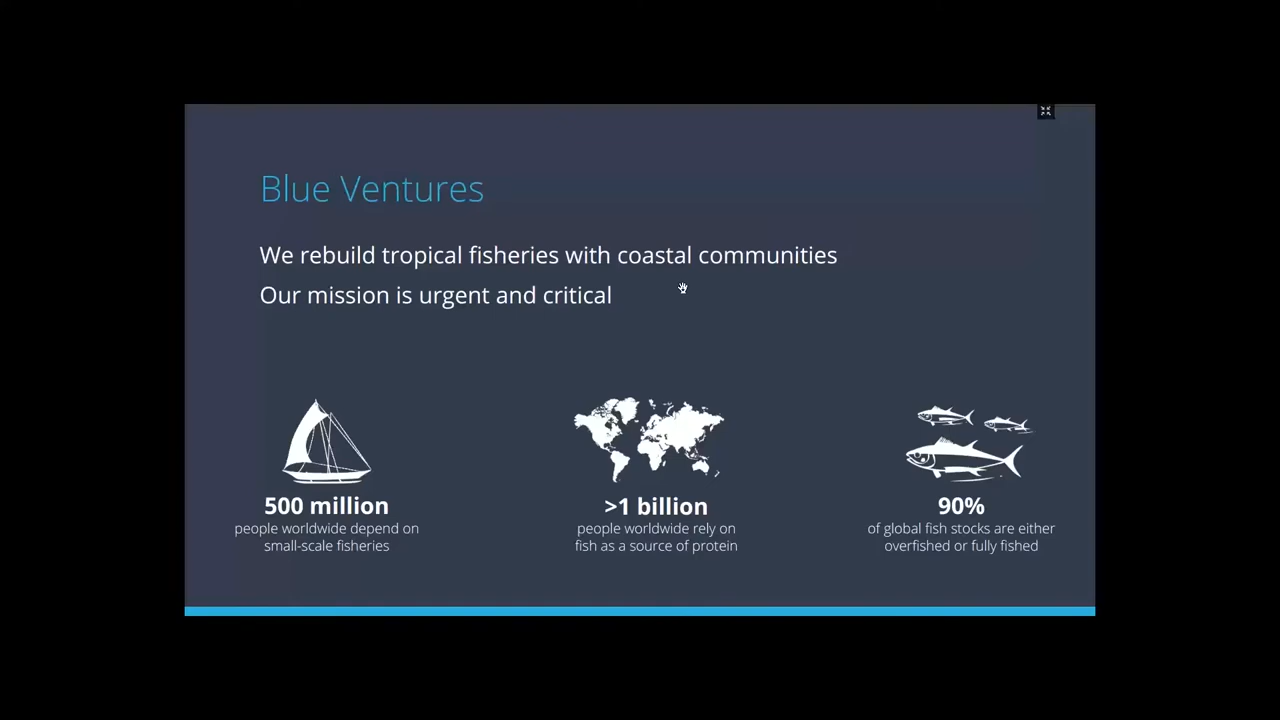 Blue Ventures
We rebuild tropical fisheries with coastal communities
Our mission is urgent and critical
500 million
people worldwide depend on
small-scale fisheries
>1 billion
people worldwide rely on
fish as a source of protein
90%
of global fish stocks are either
overfished or fully fished